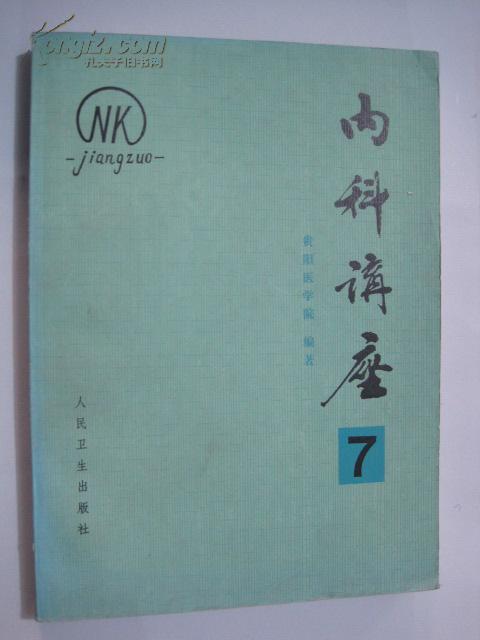 kongfz.com
孔夫子旧书网
NK
-jiangzuo-
内科讲座
7
贵阳医学院 编著
人民卫生出版社